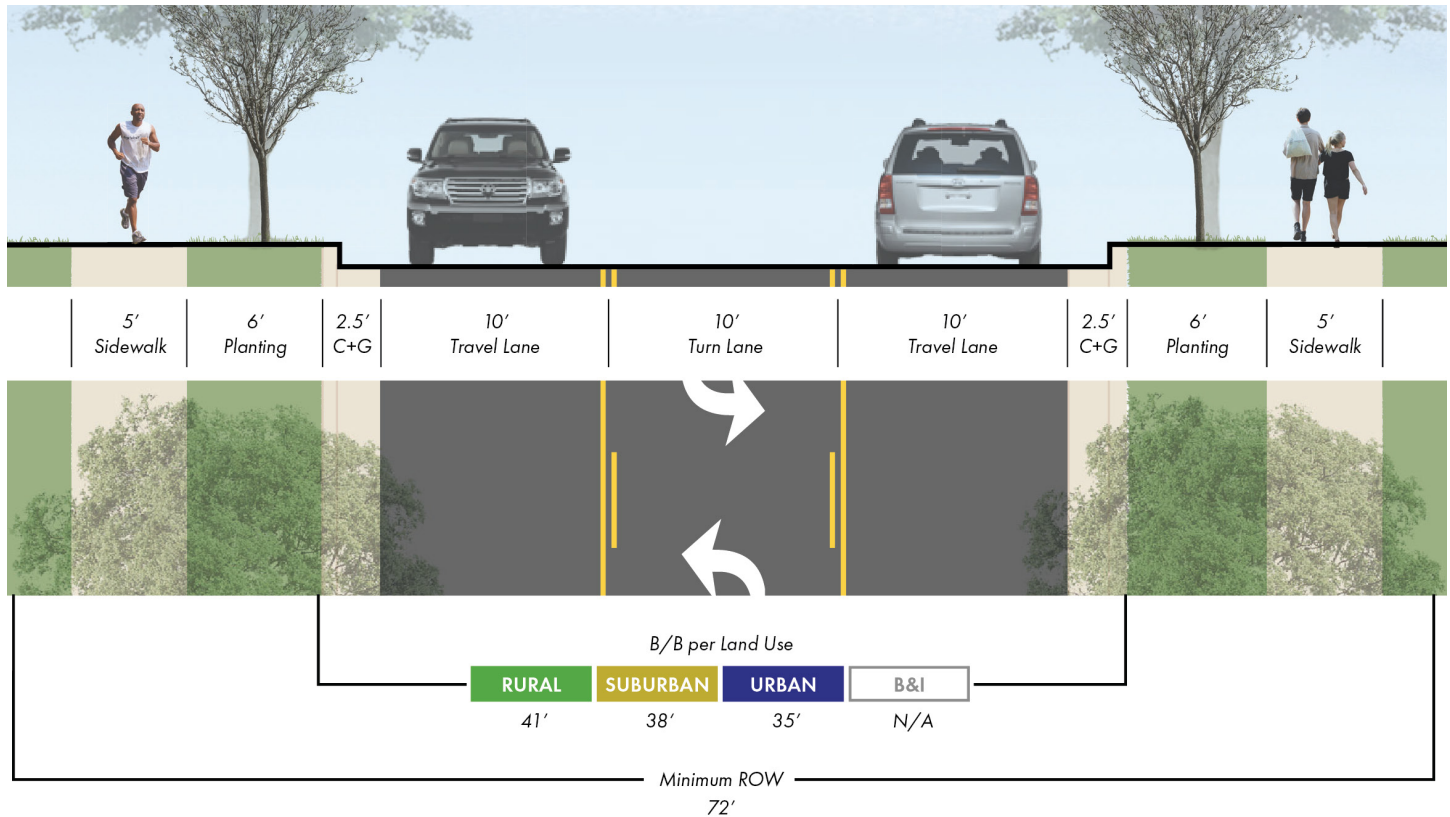 5′ 6′ 2.5′ 10′ 10′ 10′ 2.5′ 6′ 5′
Sidewalk Planting C+G Travel Lane Turn Lane Travel Lane C+G Planting Sidewalk
B/B per Land Use
RURAL SUBURBAN URBAN B&I
41′ 38′ 35′ N/A
Minimum ROW
72′